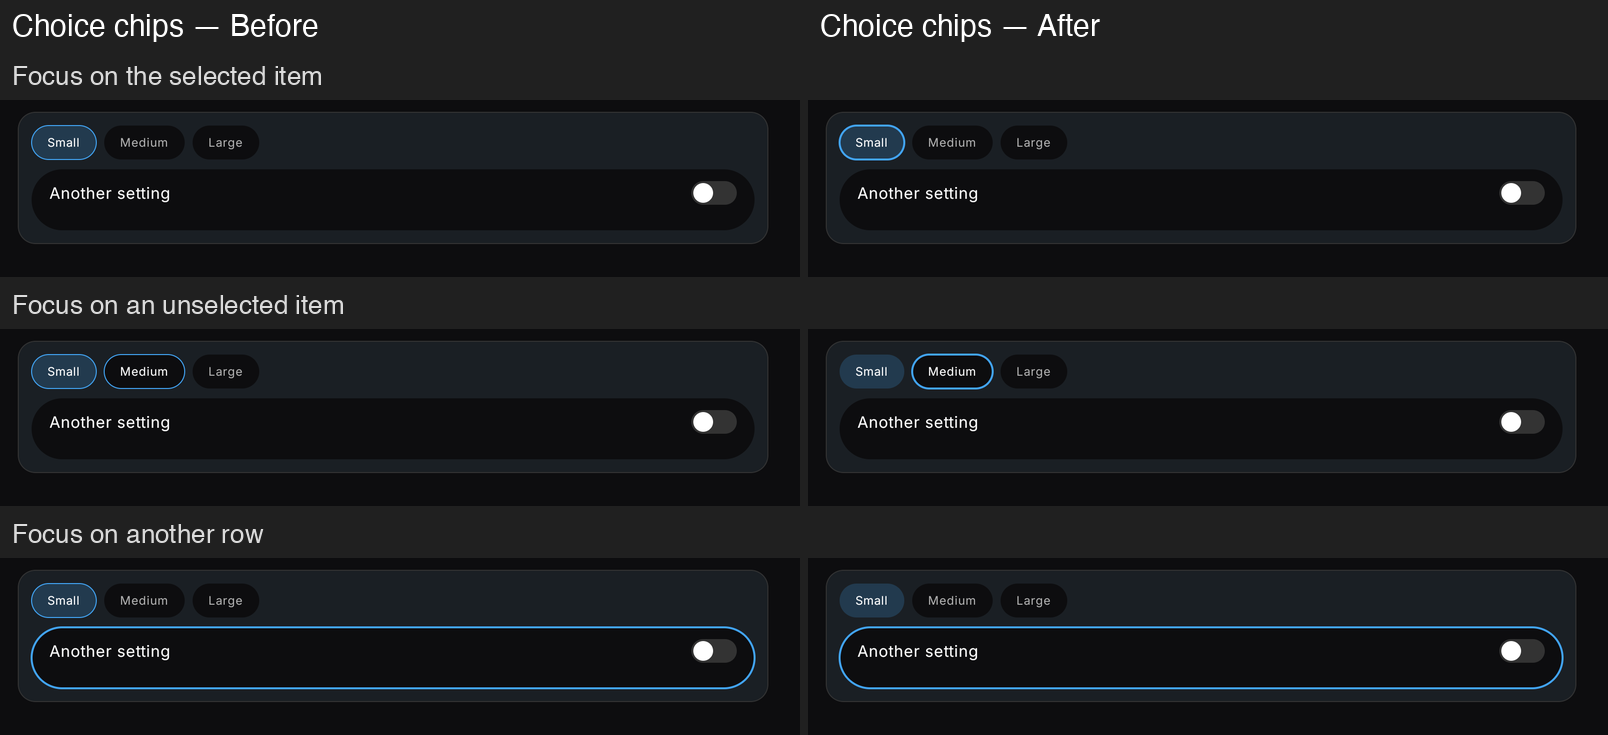 Choice chips — Before
Choice chips — After
Focus on the selected item
Small Medium Large
Another setting
Small Medium Large
Another setting
Focus on an unselected item
Small Medium Large
Another setting
Small Medium Large
Another setting
Focus on another row
Small Medium Large
Another setting
Small Medium Large
Another setting